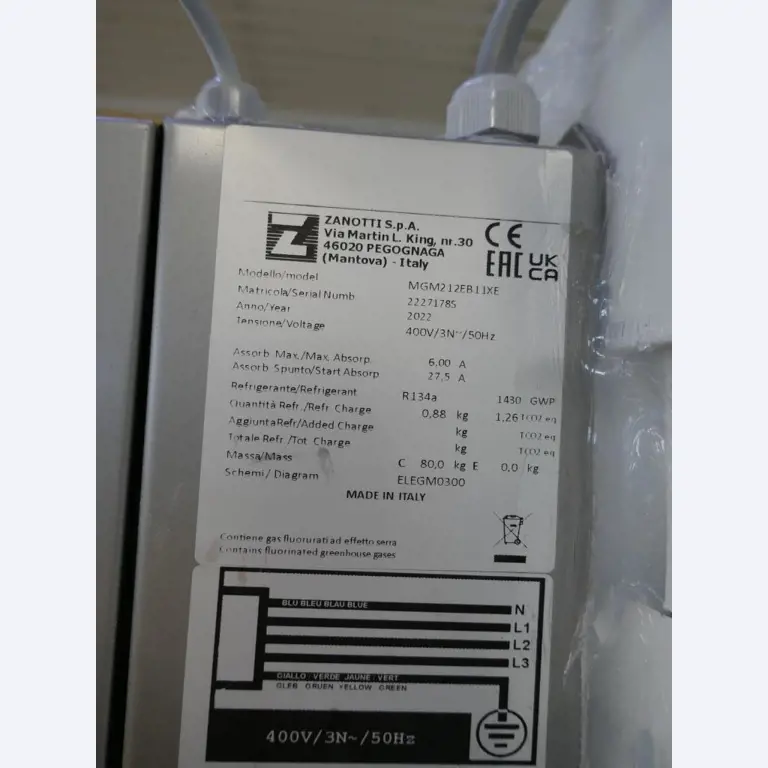 ZANOTTI S.p.A.
Via Martin L. King, nr.30
46020 PEGOGNAGA
(Mantova) - Italy
CE
EAC UK
CA
Modello/model MGM212EB11XE
Matricola/Serial Numb 2227178S
Anno/Year 2022
Tensione/Voltage 400V/3N~/50Hz
Assorb Max./Max. Absorp. 6,00 A
Assorb Spunto/Start Absorp 27,5 A
Refrigerante/Refrigerant R134a 1430 GWP
Quantità Refr./Refr. Charge 0,88 kg 1,26 TCO2 eq
AggiuntaRefr/Added Charge kg TCO2 eq
Totale Refr./Tot. Charge kg TCO2 eq
Massa/Mass C 80,0 kg E 0,0 kg
Schemi/ Diagram ELEGM0300
MADE IN ITALY
Contiene gas fluorurati ad effetto serra
Contains fluorinated greenhouse gases
BLU BLEU BLAU BLUE N
L1
L2
L3
GIALLO : VERDE JAUNE : VERT
GLEB GRUEN YELLOW GREEN
400V/3N~/50Hz